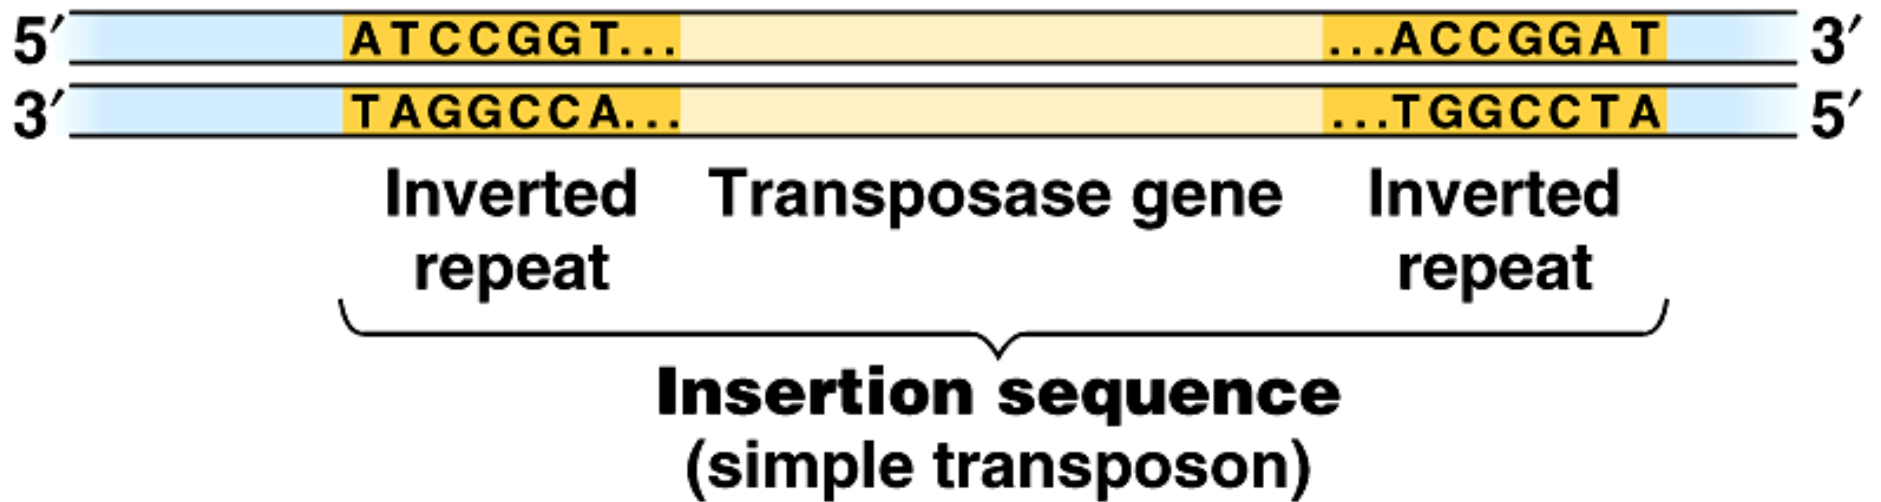 5′ ATCCGGT... ...ACCGGAT 3′
3′ TAGGCCA... ...TGGCCTA 5′
Inverted repeat
Transposase gene
Inverted repeat
Insertion sequence
(simple transposon)